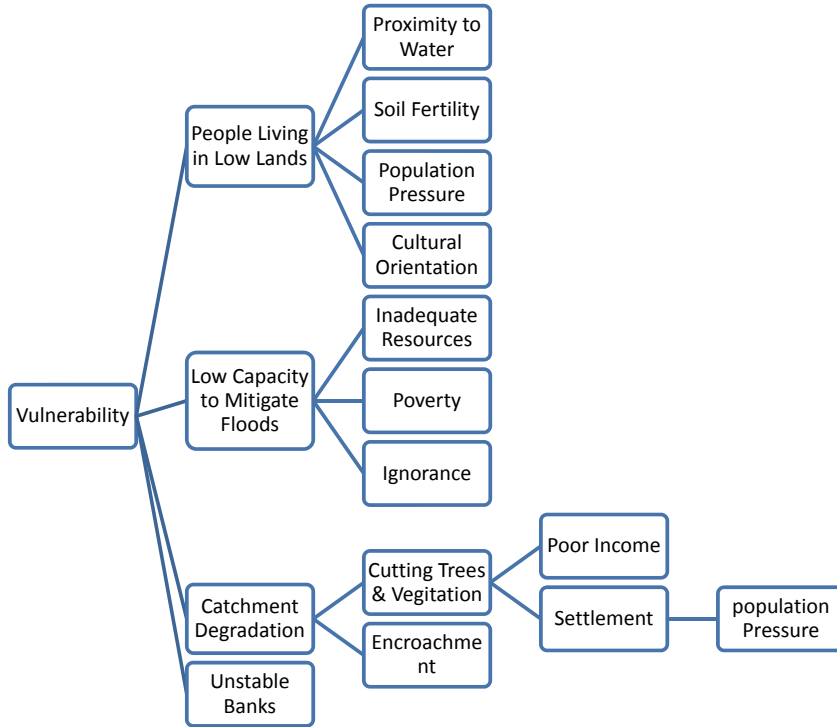 Proximity to
Water
Soil Fertility
People Living
in Low Lands
Population
Pressure
Cultural
Orientation
Inadequate
Resources
Low Capacity
to Mitigate
Floods
Vulnerability
Poverty
Ignorance
Poor Income
Cutting Trees
& Vegitation
Catchment
Degradation
Settlement
population
Pressure
Encroachme
nt
Unstable
Banks